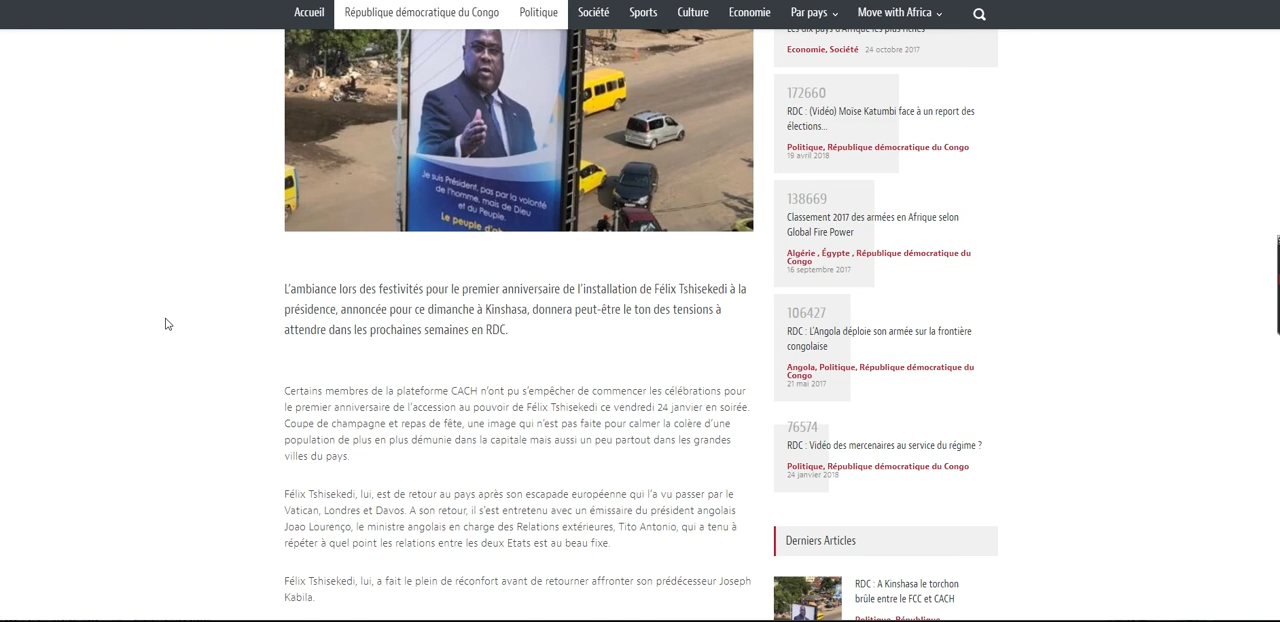 Accueil République démocratique du Congo Politique Société Sports Culture Economie Par pays Move with Africa
Je suis Président, pas par la volonté
de l'homme, mais de Dieu
et du Peuple.
Le peuple d'ab
L'ambiance lors des festivités pour le premier anniversaire de l'installation de Félix Tshisekedi à la
présidence, annoncée pour ce dimanche à Kinshasa, donnera peut-être le ton des tensions à
attendre dans les prochaines semaines en RDC.
Certains membres de la plateforme CACH n'ont pu s'empêcher de commencer les célébrations pour
le premier anniversaire de l'accession au pouvoir de Félix Tshisekedi ce vendredi 24 janvier en soirée.
Coupe de champagne et repas de fête, une image qui n'est pas faite pour calmer la colère d'une
population de plus en plus démunie dans la capitale mais aussi un peu partout dans les grandes
villes du pays.
Félix Tshisekedi, lui, est de retour au pays après son escapade européenne qui l'a vu passer par le
Vatican, Londres et Davos. A son retour, il s'est entretenu avec un émissaire du président angolais
Joao Lourenço, le ministre angolais en charge des Relations extérieures, Tito Antonio, qui a tenu à
répéter à quel point les relations entre les deux Etats est au beau fixe.
Félix Tshisekedi, lui, a fait le plein de réconfort avant de retourner affronter son prédécesseur Joseph
Kabila.
Les dix pays d'Afrique les plus riches
Economie, Société 24 octobre 2017
172660
RDC : (Vidéo) Moïse Katumbi face à un report des
élections...
Politique, République démocratique du Congo
19 avril 2018
138669
Classement 2017 des armées en Afrique selon
Global Fire Power
Algérie , Égypte , République démocratique du
Congo
16 septembre 2017
106427
RDC : L'Angola déploie son armée sur la frontière
congolaise
Angola, Politique, République démocratique du
Congo
21 mai 2017
76574
RDC : Vidéo des mercenaires au service du régime ?
Politique, République démocratique du Congo
24 janvier 2018
Derniers Articles
RDC : A Kinshasa le torchon
brûle entre le FCC et CACH
Politique, République